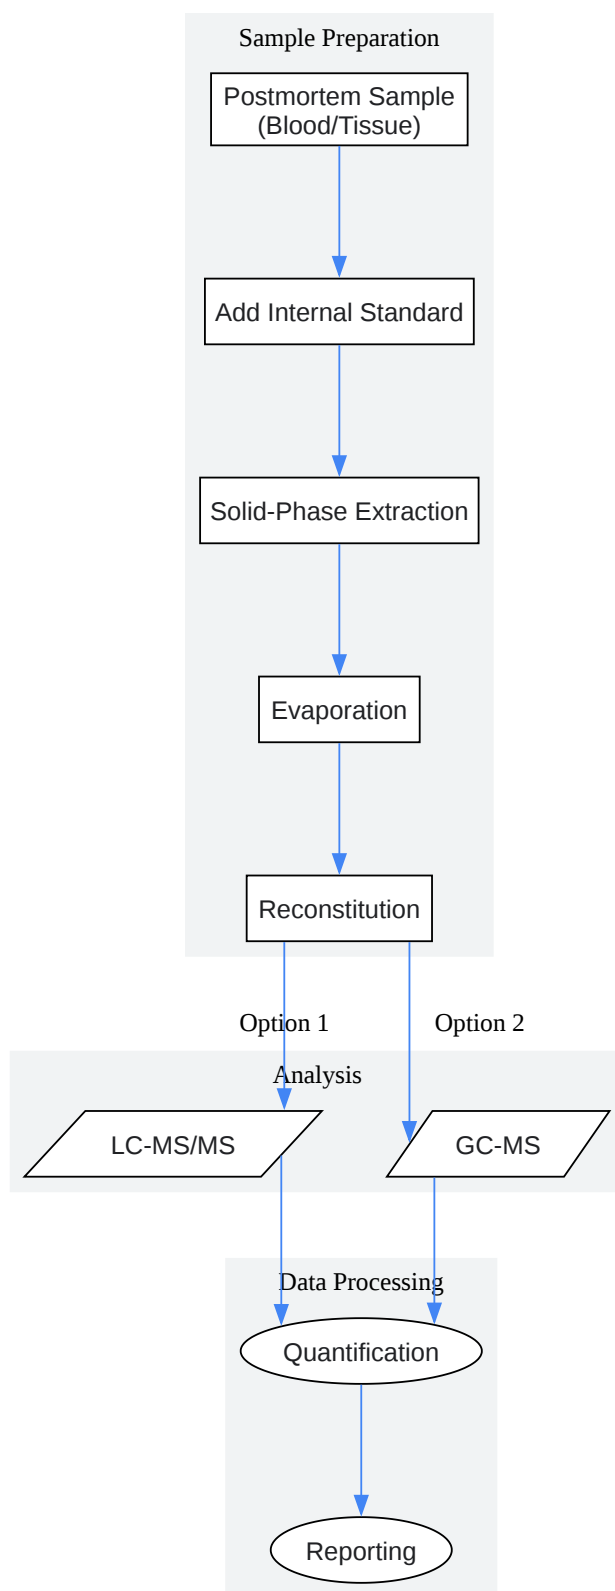 Sample Preparation
Postmortem Sample
(Blood/Tissue)
Add Internal Standard
Solid-Phase Extraction
Evaporation
Reconstitution
Option 1
Option 2
Analysis
LC-MS/MS
GC-MS
Data Processing
Quantification
Reporting